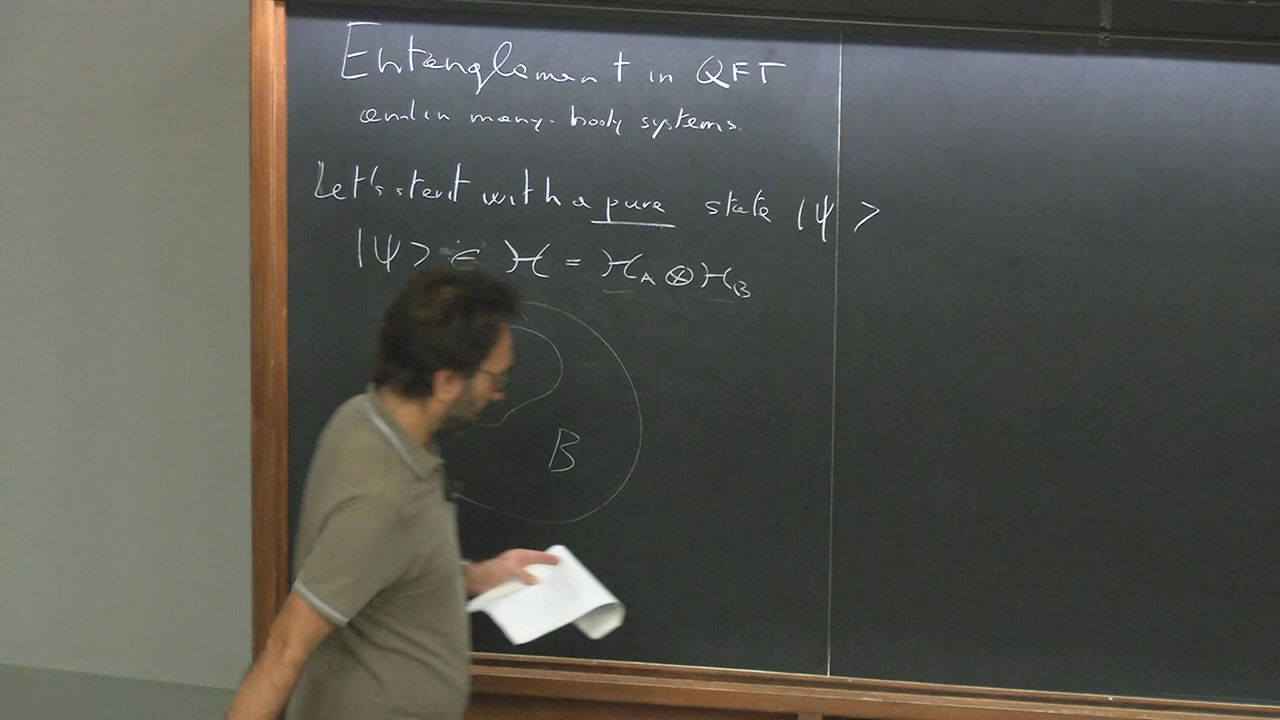 Entanglement in QFT
and in many-body systems.
Let's start with a pure state |ψ>
|ψ> ∈ H = H_A ⊗ H_B
B